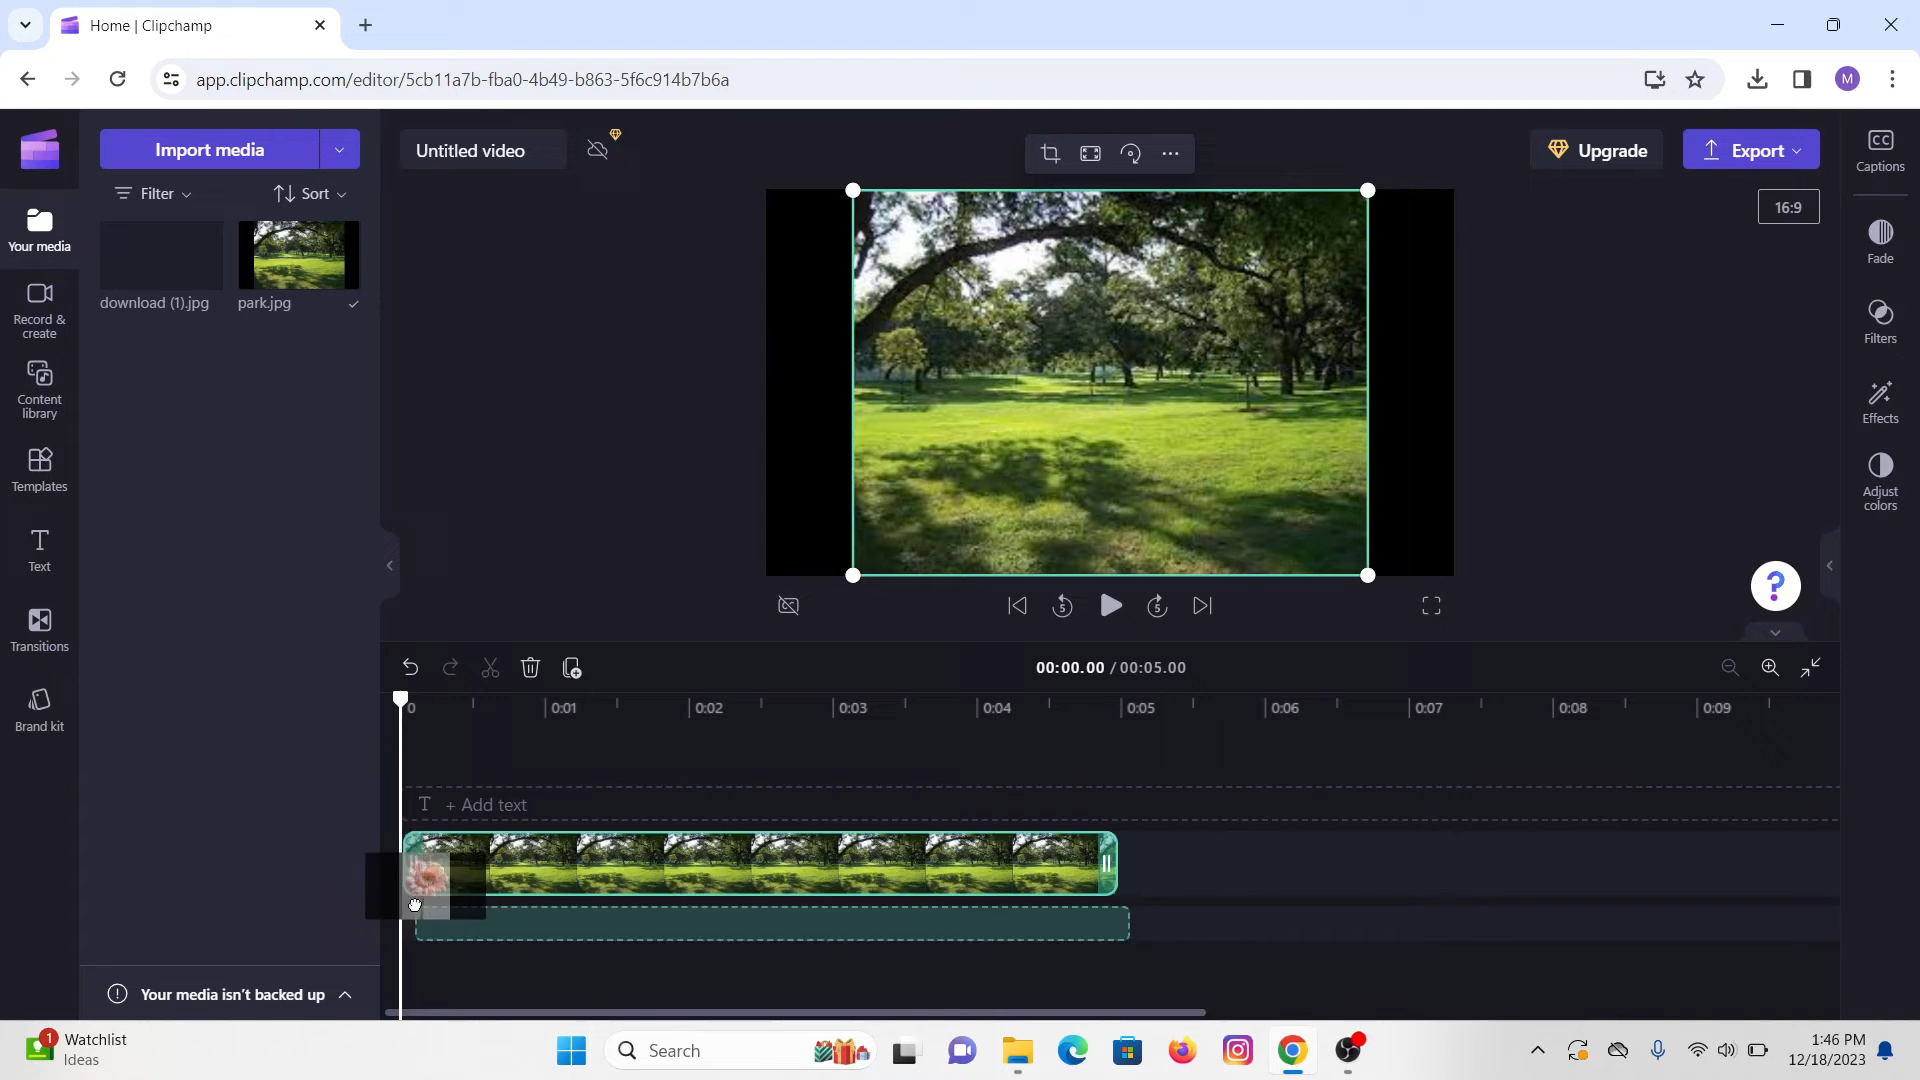 Home | Clipchamp
app.clipchamp.com/editor/5cb11a7b-fba0-4b49-b863-5f6c914b7b6a
M
Import media
Untitled video
Upgrade
Export
CC
Captions
Filter
Sort
16:9
Your media
download (1).jpg
park.jpg
Fade
Record &
create
Filters
Content
library
Effects
Templates
Adjust
colors
Text
?
5
5
Transitions
00:00.00 / 00:05.00
Brand kit
0
0:01
0:02
0:03
0:04
0:05
0:06
0:07
0:08
0:09
T + Add text
Your media isn't backed up
1
Watchlist
Ideas
Search
1:46 PM
12/18/2023